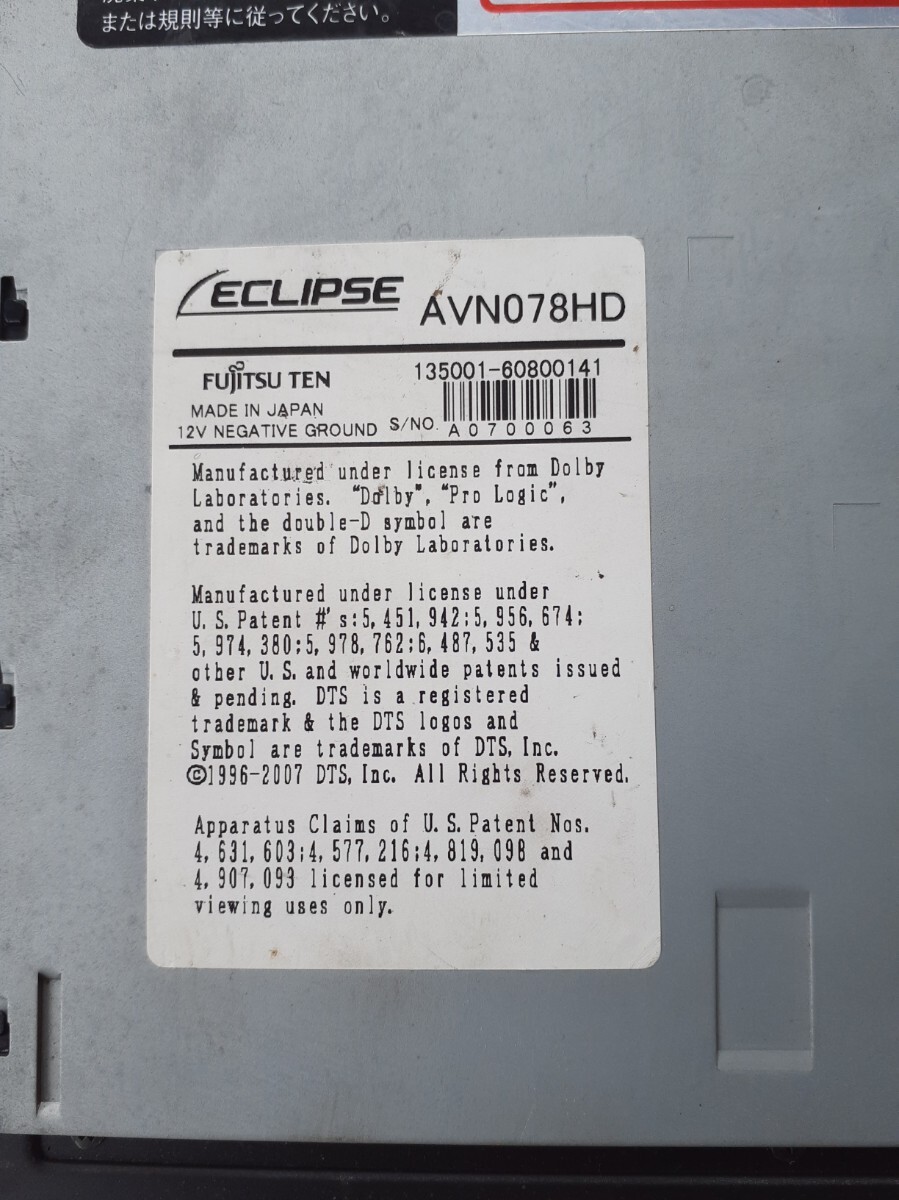 または規則等に従ってください。
ECLIPSE AVN078HD
FUJITSU TEN 135001-60800141
MADE IN JAPAN
12V NEGATIVE GROUND S/NO. A0700063
Manufactured under license from Dolby
Laboratories. “Dolby”, “Pro Logic”,
and the double-D symbol are
trademarks of Dolby Laboratories.
Manufactured under license under
U.S. Patent #'s:5,451,942;5,956,674;
5,974,380;5,978,762;6,487,535 &
other U.S. and worldwide patents issued
& pending. DTS is a registered
trademark & the DTS logos and
Symbol are trademarks of DTS, Inc.
©1996-2007 DTS, Inc. All Rights Reserved.
Apparatus Claims of U.S. Patent Nos.
4,631,603;4,577,216;4,819,098 and
4,907,093 licensed for limited
viewing uses only.